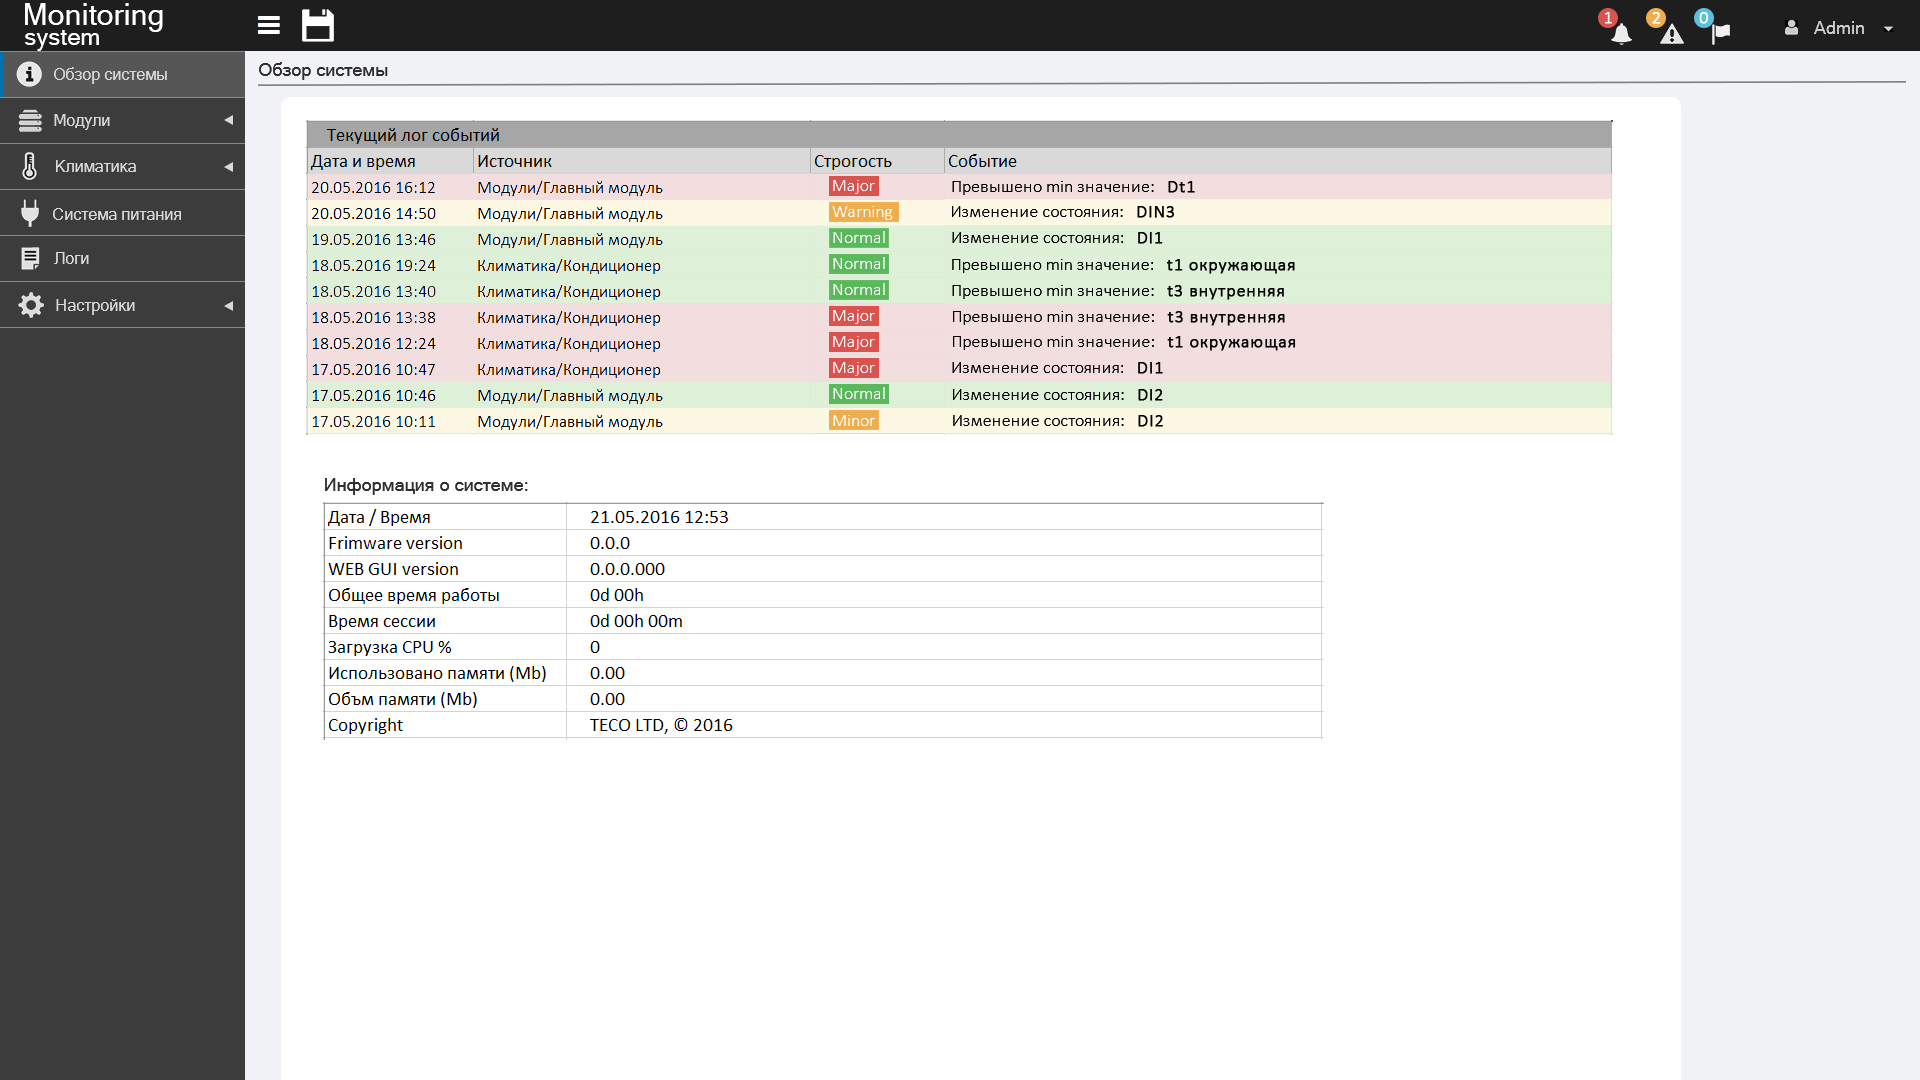 Monitoring
system
1 2 0 Admin
Обзор системы
Модули
Климатика
Система питания
Логи
Настройки
Обзор системы
Текущий лог событий
Дата и время Источник Строгость Событие
20.05.2016 16:12 Модули/Главный модуль Major Превышено min значение: Dt1
20.05.2016 14:50 Модули/Главный модуль Warning Изменение состояния: DIN3
19.05.2016 13:46 Модули/Главный модуль Normal Изменение состояния: DI1
18.05.2016 19:24 Климатика/Кондиционер Normal Превышено min значение: t1 окружающая
18.05.2016 13:40 Климатика/Кондиционер Normal Превышено min значение: t3 внутренняя
18.05.2016 13:38 Климатика/Кондиционер Major Превышено min значение: t3 внутренняя
18.05.2016 12:24 Климатика/Кондиционер Major Превышено min значение: t1 окружающая
17.05.2016 10:47 Климатика/Кондиционер Major Изменение состояния: DI1
17.05.2016 10:46 Модули/Главный модуль Normal Изменение состояния: DI2
17.05.2016 10:11 Модули/Главный модуль Minor Изменение состояния: DI2
Информация о системе:
Дата / Время 21.05.2016 12:53
Frimware version 0.0.0
WEB GUI version 0.0.0.000
Общее время работы 0d 00h
Время сессии 0d 00h 00m
Загрузка CPU % 0
Использовано памяти (Mb) 0.00
Объм памяти (Mb) 0.00
Copyright TECO LTD, © 2016